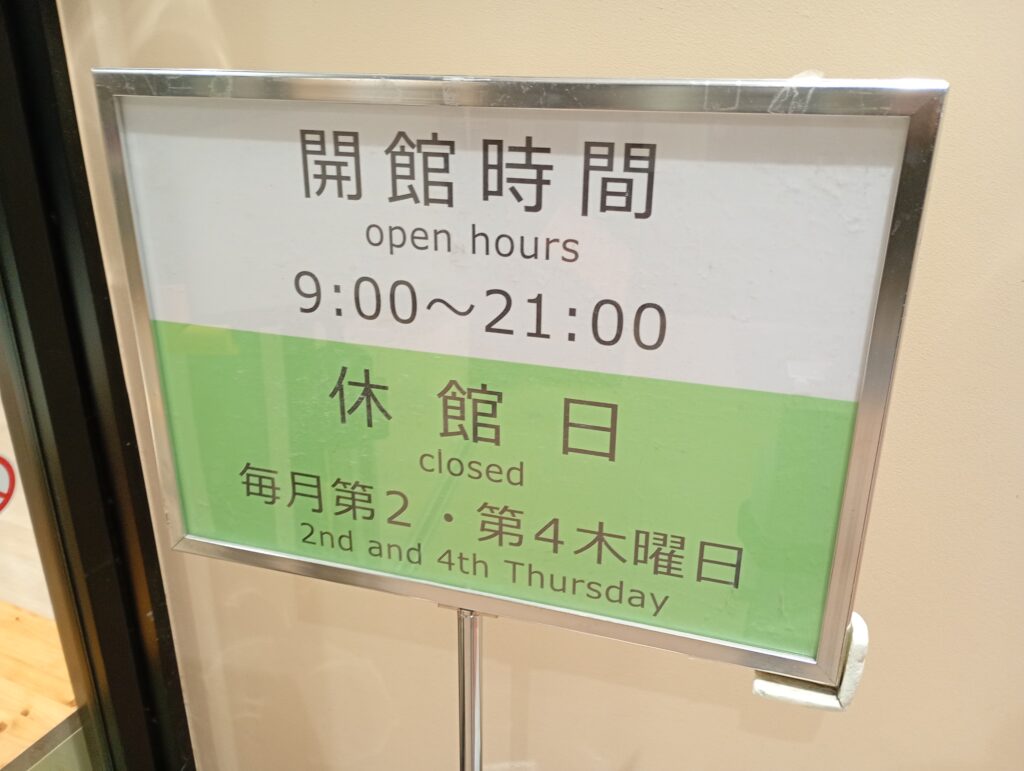 開館時間
open hours
9:00～21:00
休館日
closed
毎月第2・第4木曜日
2nd and 4th Thursday